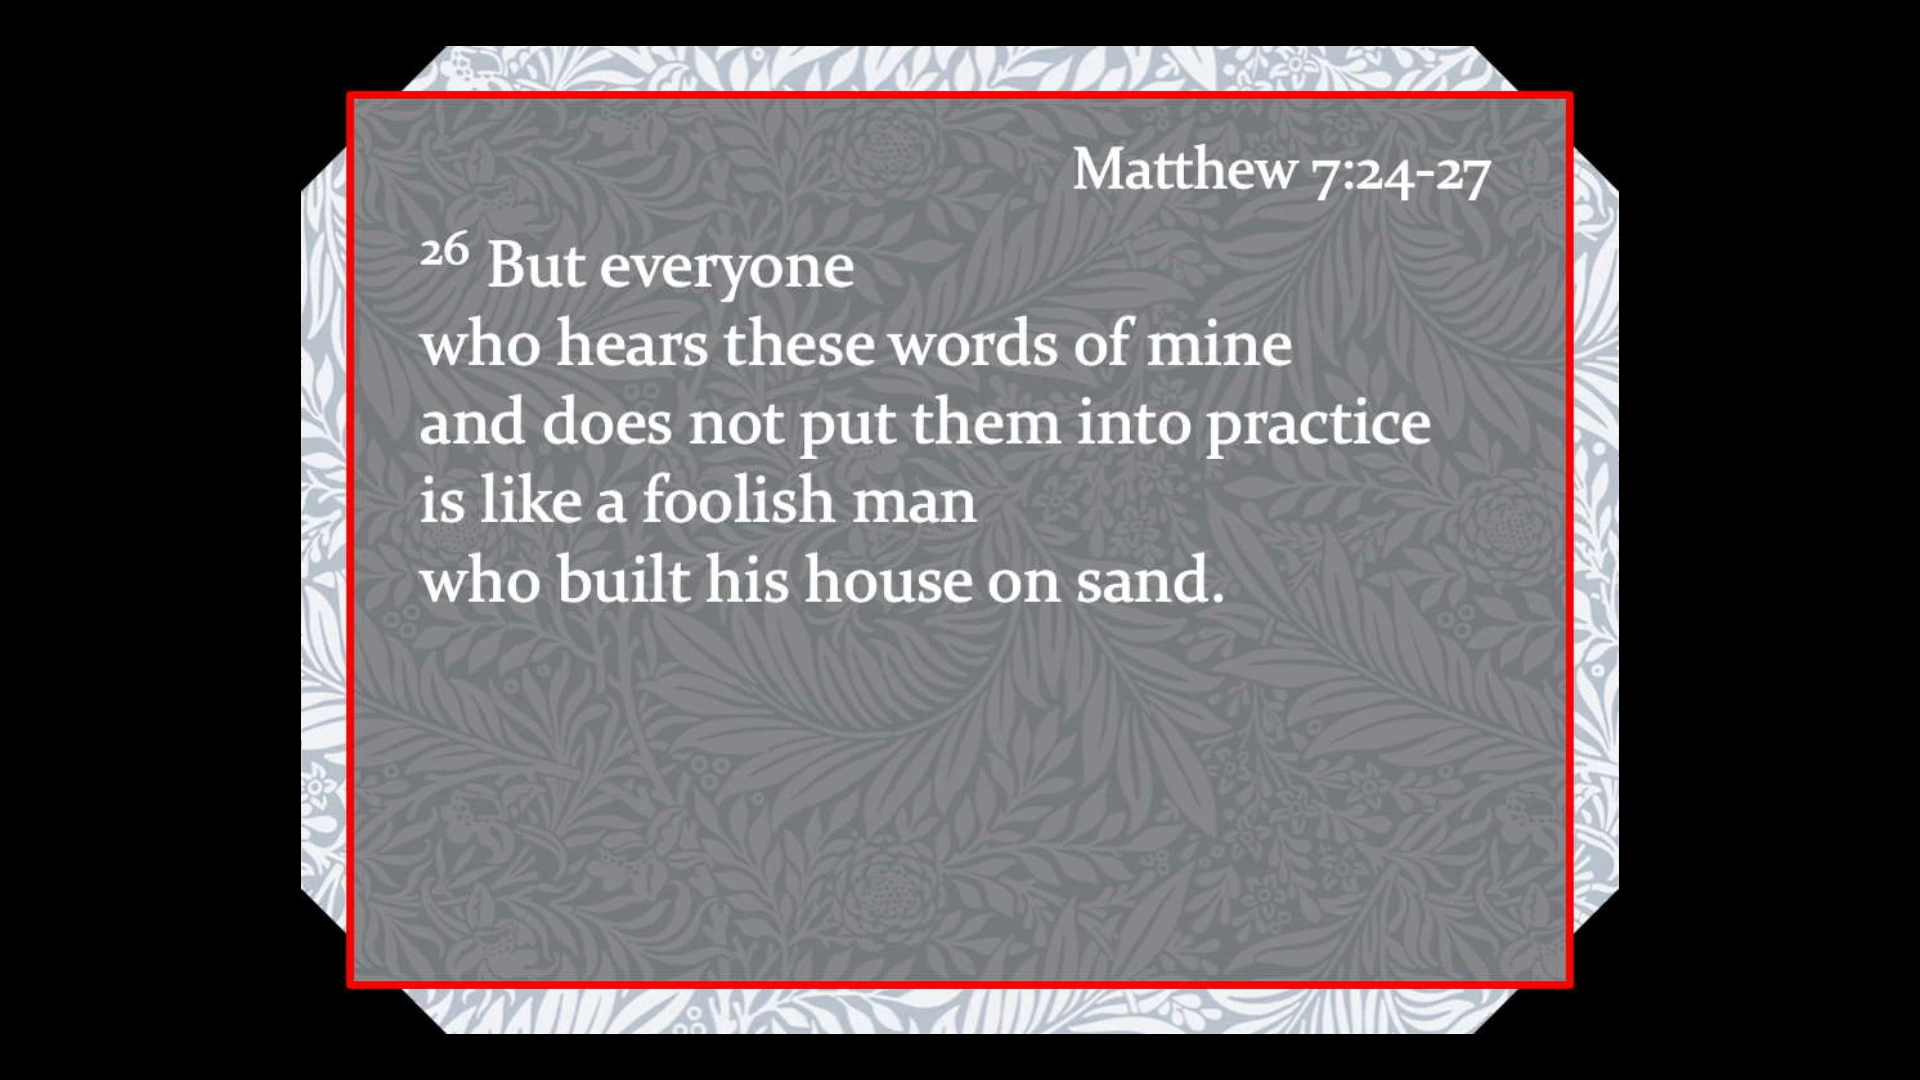 Matthew 7:24-27
26 But everyone
who hears these words of mine
and does not put them into practice
is like a foolish man
who built his house on sand.